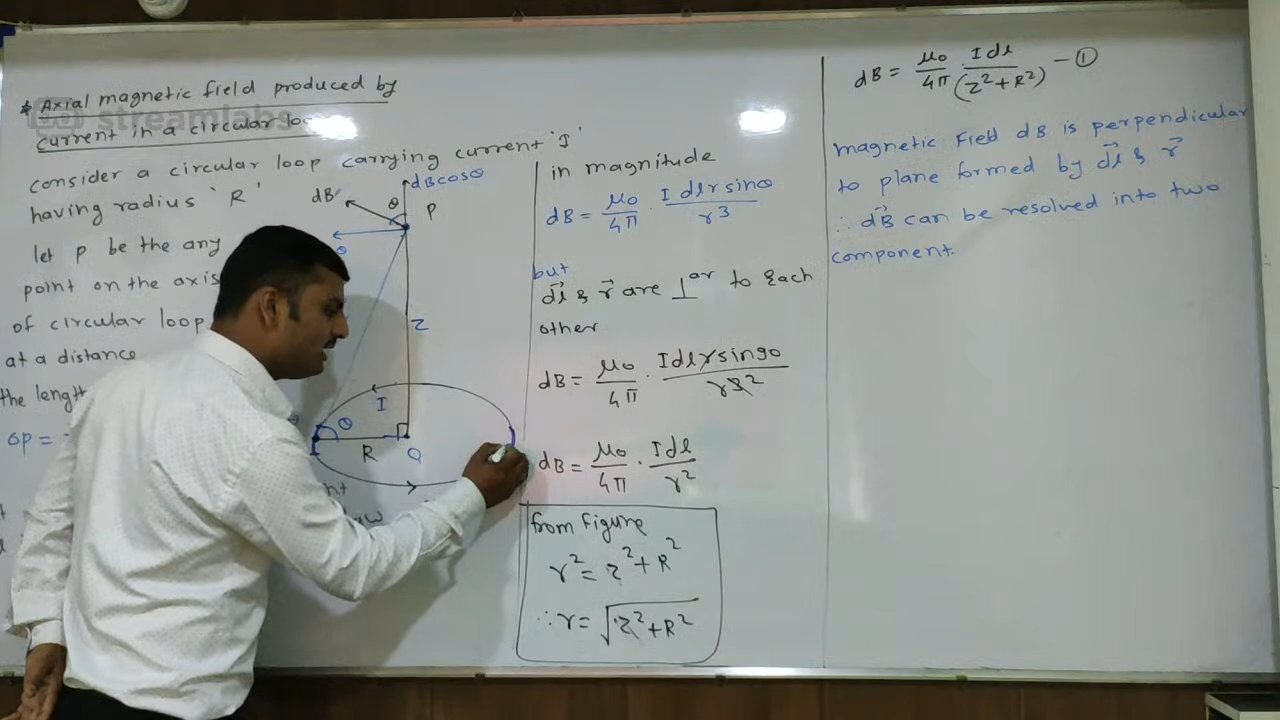 * Axial magnetic field produced by
current in a circular lo
streamlabs
consider a circular loop carrying current 'I'
having radius 'R'
let p be the any
point on the axis
of circular loop
at a distance
the length
OP =
dB
dBcosθ
θ
P
θ
Z
I
θ
R
O
in magnitude
dB = μ₀/4π · I dl r sinθ / r³
but
dl⃗ & r⃗ are ⊥ᵃʳ to Each
other
dB = μ₀/4π · I dl r sin90 / r³ ²
dB = μ₀/4π · I dl / r²
from Figure
r² = z² + R²
∴ r = √z² + R²
dB = μ₀/4π · I dl / (z² + R²) — ①
magnetic Field dB is perpendicular
to plane formed by dl⃗ & r⃗
∴ dB⃗ can be resolved into two
component.